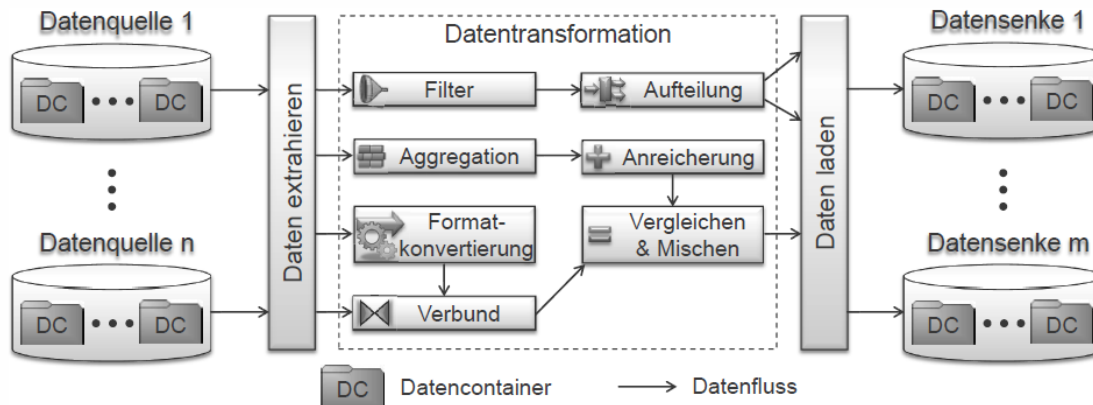 Datenquelle 1
DC
DC
Datenquelle n
DC
DC
Daten extrahieren
Datentransformation
Filter
Aufteilung
Aggregation
Anreicherung
Format-
konvertierung
Vergleichen
& Mischen
Verbund
Daten laden
Datensenke 1
DC
DC
Datensenke m
DC
DC
DC
Datencontainer
Datenfluss